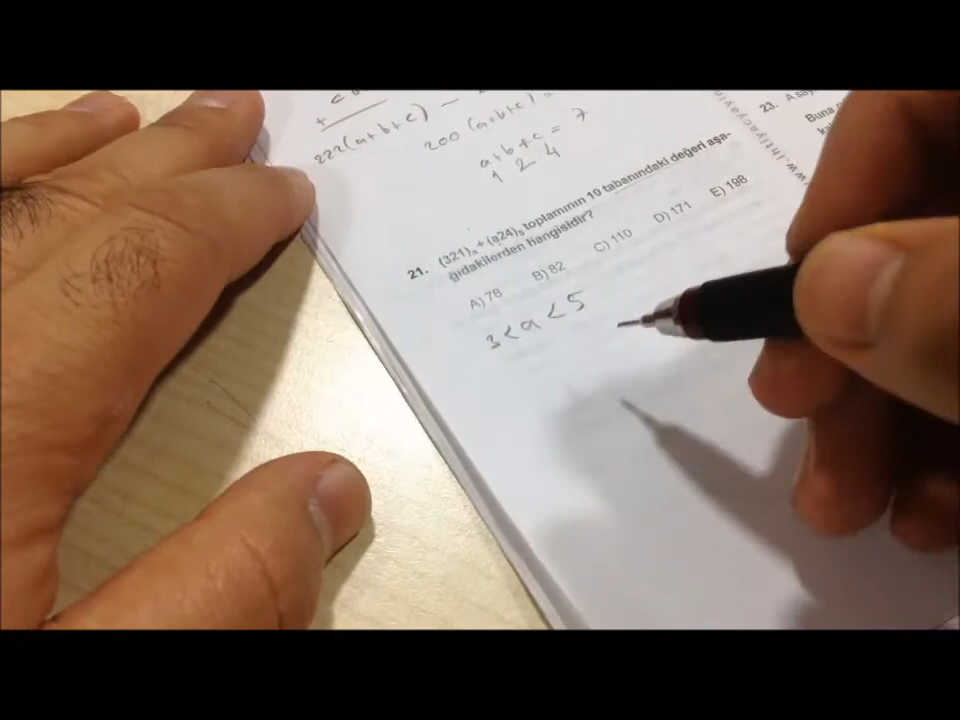 222(a+b+c) —
200(a+b+c) =
a+b+c = 7
1 2 4
21. (321)ₐ + (a24)₅ toplamının 10 tabanındaki değeri aşa-
ğıdakilerden hangisidir?
A) 78 B) 82 C) 110 D) 171 E) 198
3 < a < 5
23.
Buna